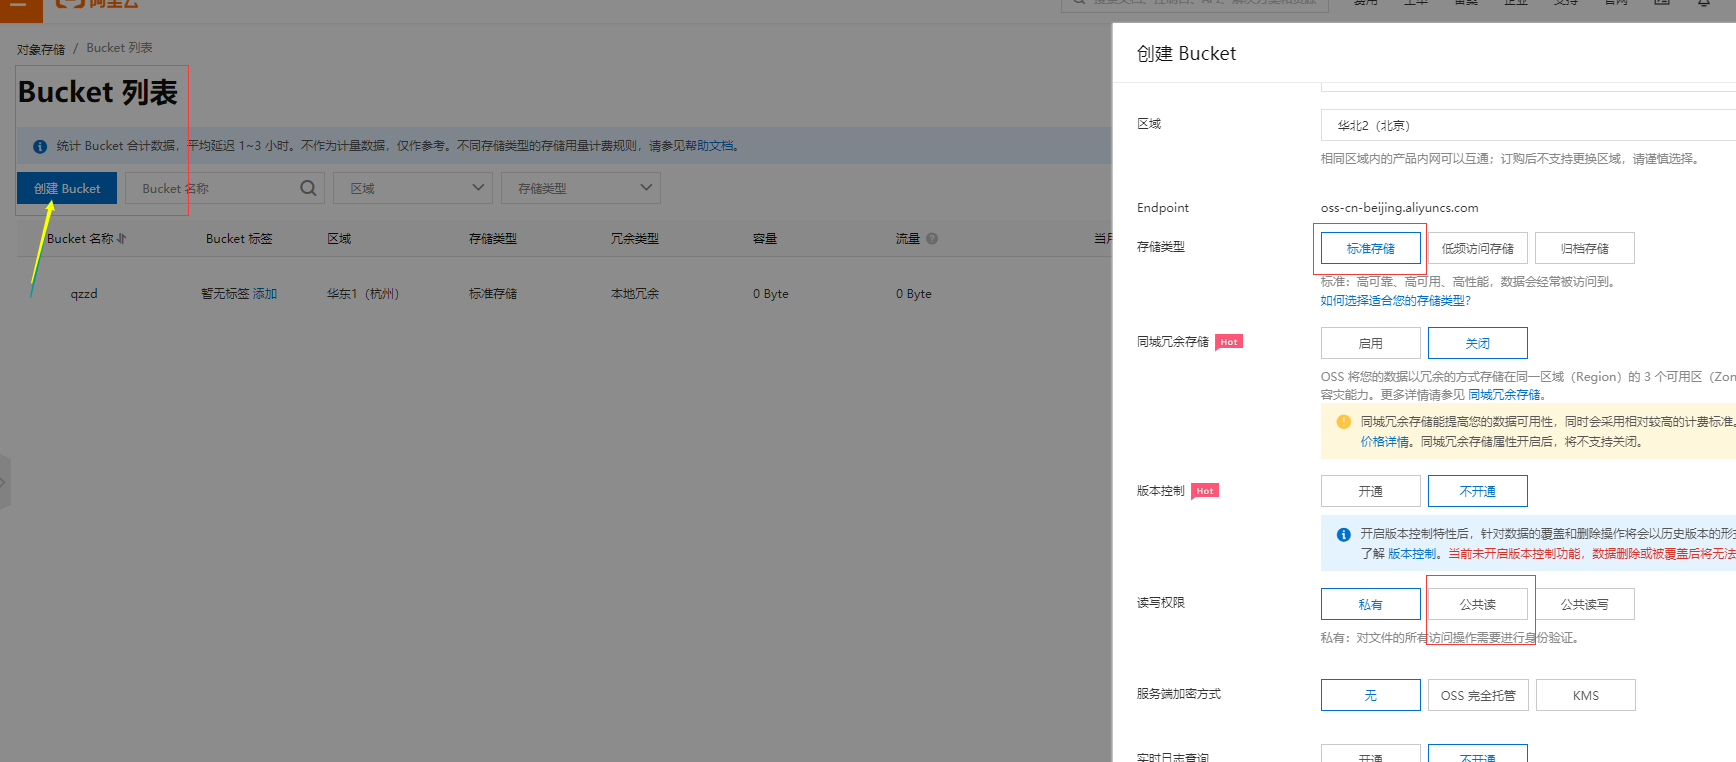 阿里云
费用 工单 备案 企业 支持 官网
对象存储 / Bucket 列表
Bucket 列表
统计 Bucket 合计数据，平均延迟 1~3 小时。不作为计量数据，仅作参考。不同存储类型的存储用量计费规则，请参见帮助文档。
创建 Bucket
Bucket 名称
区域
存储类型
Bucket 名称 Bucket 标签 区域 存储类型 冗余类型 容量 流量
qzzd 暂无标签 添加 华东1（杭州） 标准存储 本地冗余 0 Byte 0 Byte
创建 Bucket
区域 华北2（北京）
相同区域内的产品内网可以互通；订购后不支持更换区域，请谨慎选择。
Endpoint oss-cn-beijing.aliyuncs.com
存储类型 标准存储 低频访问存储 归档存储
标准：高可靠、高可用、高性能，数据会经常被访问到。
如何选择适合您的存储类型?
同城冗余存储 Hot 启用 关闭
OSS 将您的数据以冗余的方式存储在同一区域（Region）的 3 个可用区（Zon
容灾能力。更多详情请参见 同城冗余存储。
同城冗余存储能提高您的数据可用性，同时会采用相对较高的计费标准。
价格详情。同城冗余存储属性开启后，将不支持关闭。
版本控制 Hot 开通 不开通
开启版本控制特性后，针对数据的覆盖和删除操作将会以历史版本的形
了解 版本控制。当前未开启版本控制功能，数据删除或被覆盖后将无法
读写权限 私有 公共读 公共读写
私有：对文件的所有访问操作需要进行身份验证。
服务端加密方式 无 OSS 完全托管 KMS
实时日志查询 开通 不开通